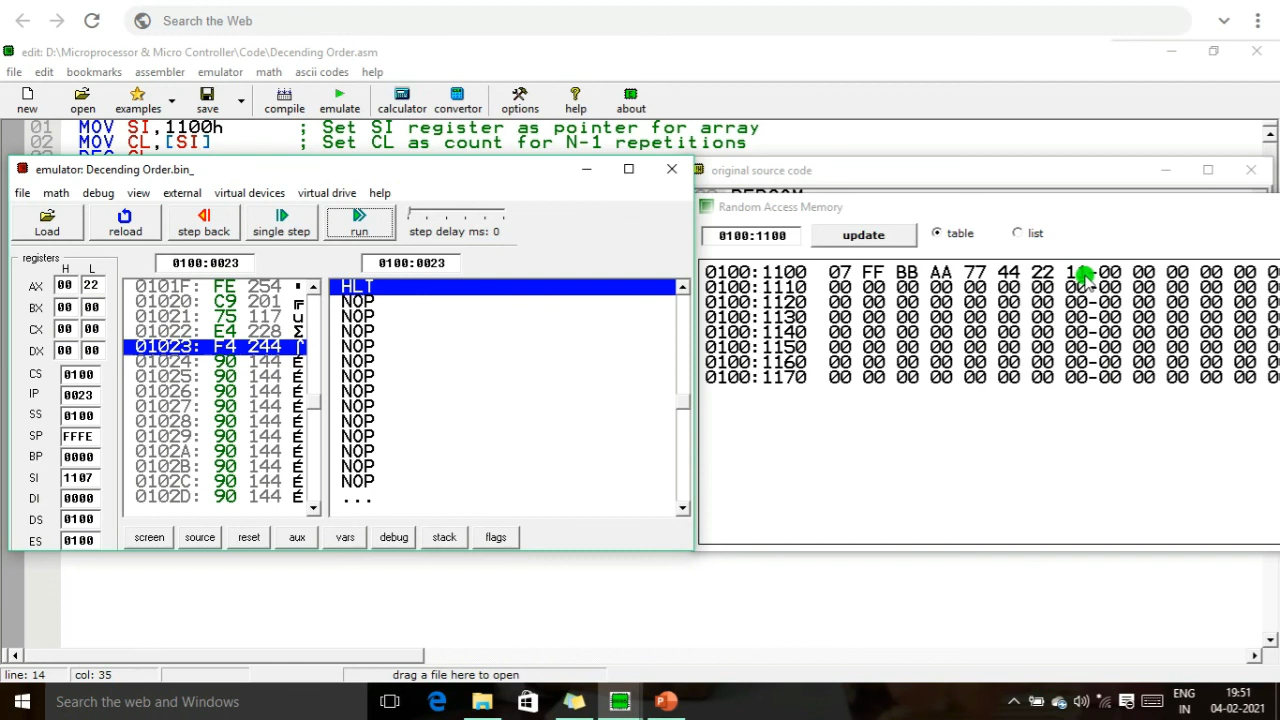 Search the Web
edit: D:\Microprocessor & Micro Controller\Code\Decending Order.asm
file edit bookmarks assembler emulator math ascii codes help
new open examples save compile emulate calculator convertor options help about
01 MOV SI,1100h ; Set SI register as pointer for array
02 MOV CL,[SI] ; Set CL as count for N-1 repetitions
emulator: Decending Order.bin_
file math debug view external virtual devices virtual drive help
Load reload step back single step run step delay ms: 0
registers
H L
0100:0023 0100:0023
AX 00 22
BX 00 00
CX 00 00
DX 00 00
CS 0100
IP 0023
SS 0100
SP FFFE
BP 0000
SI 1107
DI 0000
DS 0100
ES 0100
0101F: FE 254
01020: C9 201 ╔
01021: 75 117 u
01022: E4 228 Σ
01023: F4 244 ⌠
01024: 90 144 É
01025: 90 144 É
01026: 90 144 É
01027: 90 144 É
01028: 90 144 É
01029: 90 144 É
0102A: 90 144 É
0102B: 90 144 É
0102C: 90 144 É
0102D: 90 144 É
HLT
NOP
NOP
NOP
NOP
NOP
NOP
NOP
NOP
NOP
NOP
NOP
NOP
NOP
...
screen source reset aux vars debug stack flags
original source code
Random Access Memory
0100:1100 update table list
0100:1100 07 FF BB AA 77 44 22 -00 00 00 00 00
0100:1110 00 00 00 00 00 00 00 00-00 00 00 00 00
0100:1120 00 00 00 00 00 00 00 00-00 00 00 00 00
0100:1130 00 00 00 00 00 00 00 00-00 00 00 00 00
0100:1140 00 00 00 00 00 00 00 00-00 00 00 00 00
0100:1150 00 00 00 00 00 00 00 00-00 00 00 00 00
0100:1160 00 00 00 00 00 00 00 00-00 00 00 00 00
0100:1170 00 00 00 00 00 00 00 00-00 00 00 00 00
line: 14 col: 35 drag a file here to open
Search the web and Windows
ENG
IN
19:51
04-02-2021